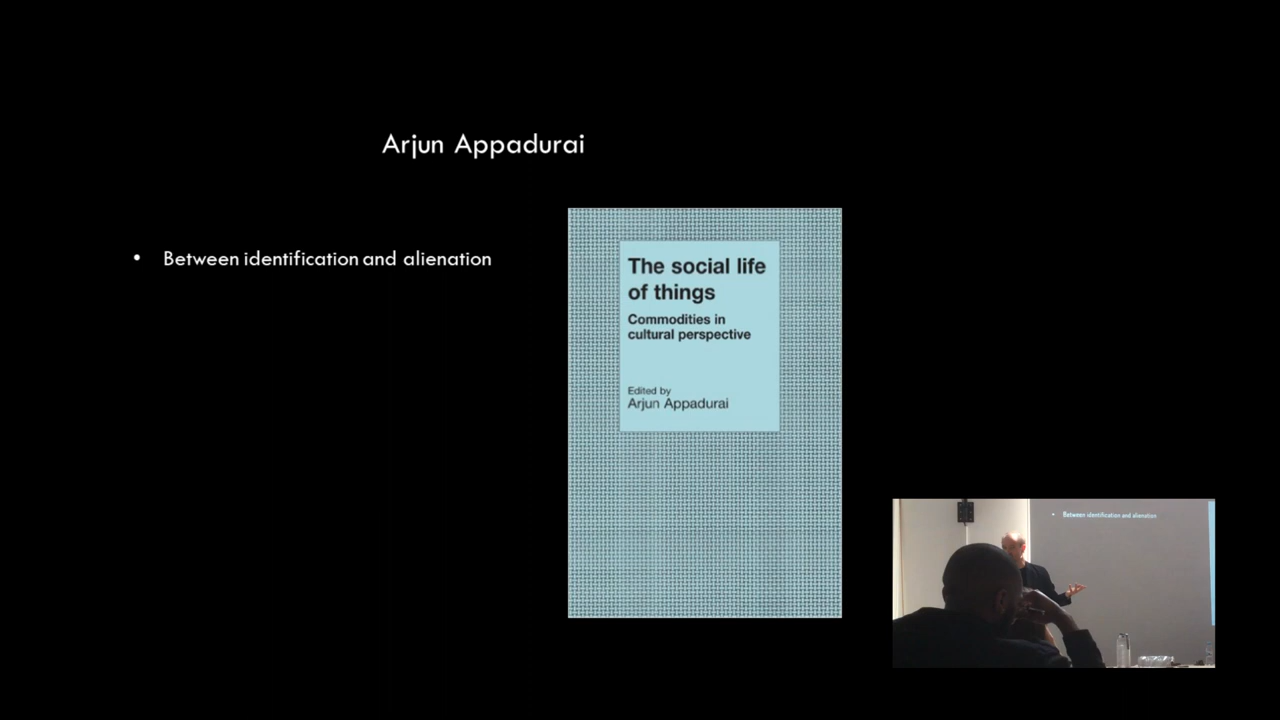 Arjun Appadurai
• Between identification and alienation
The social life
of things
Commodities in
cultural perspective
Edited by
Arjun Appadurai
• Between identification and alienation